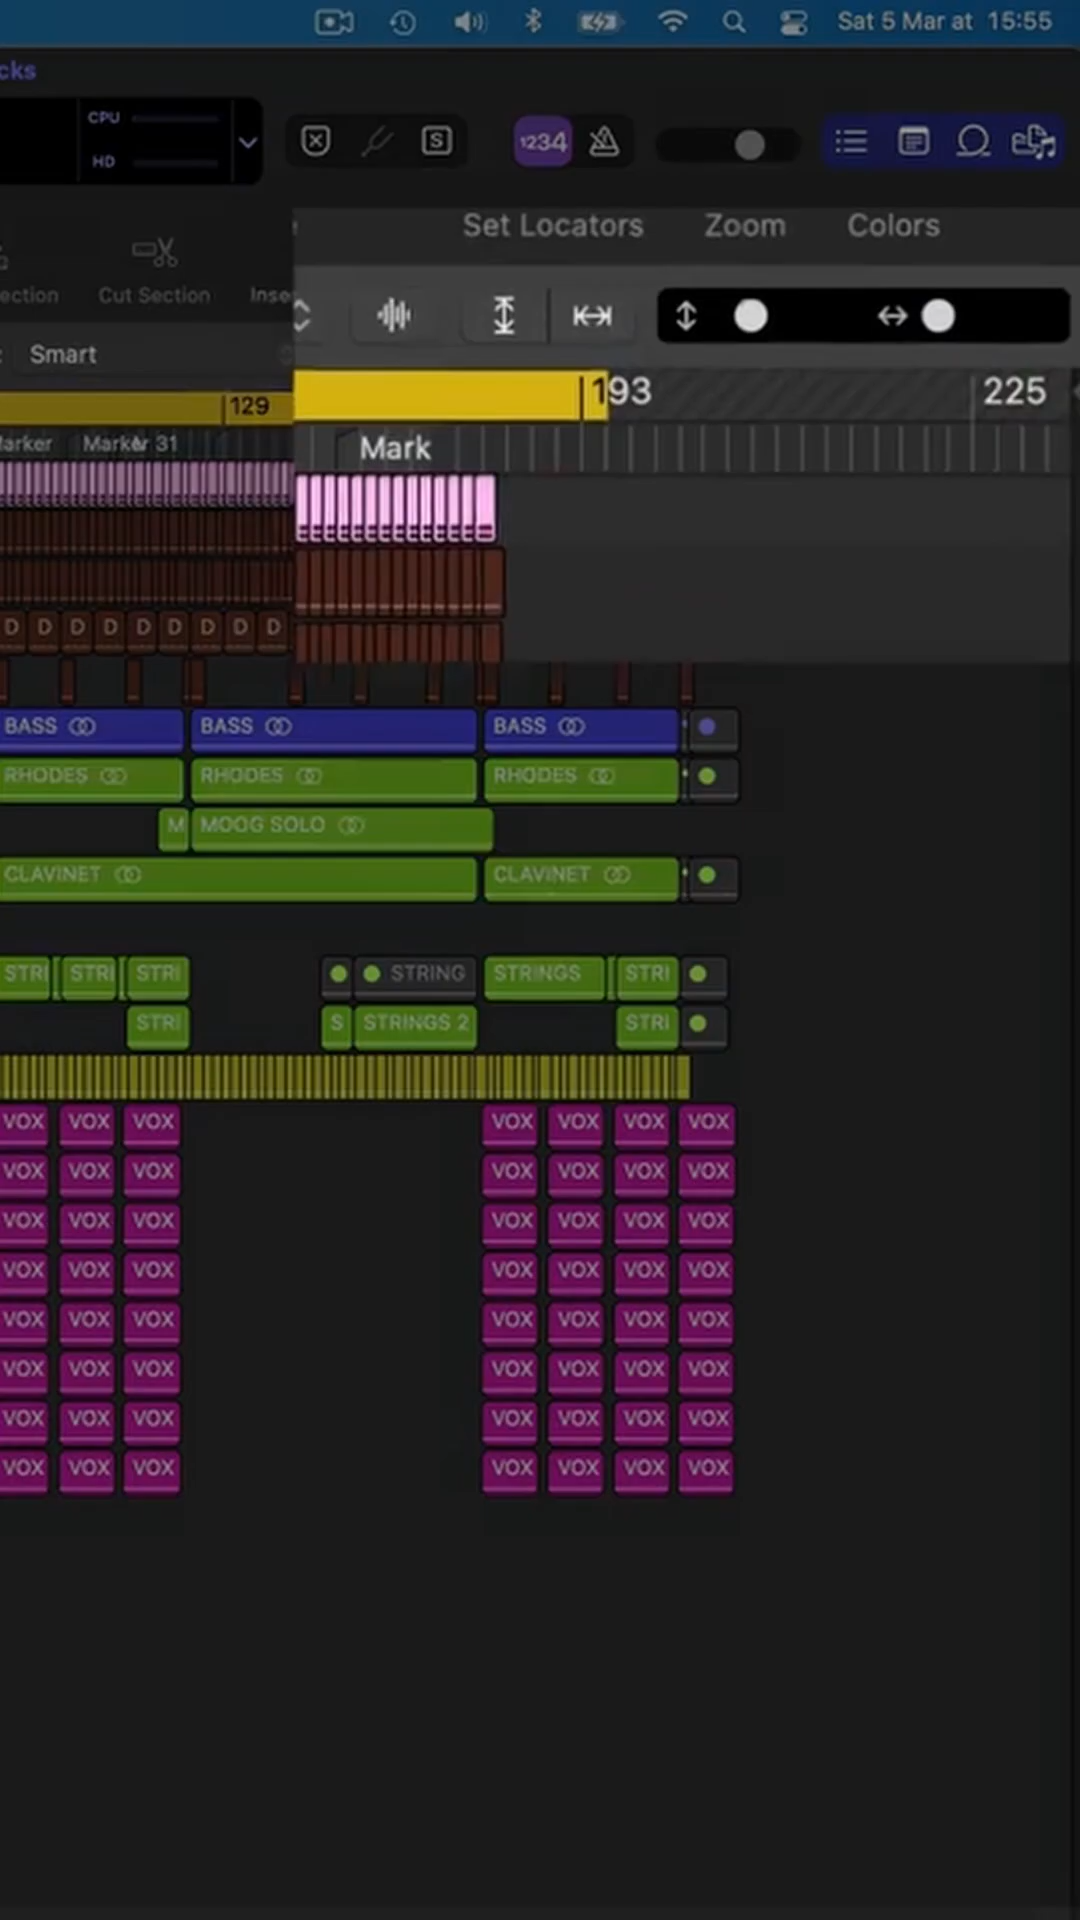 Sat 5 Mar at 15:55
cks
CPU
HD
S
1234
Set Locators Zoom Colors
ection Cut Section Inse
Smart
129 193 225
arker Marker 31 Mark
D D D D D D D D D
BASS BASS BASS
RHODES RHODES RHODES
M MOOG SOLO
CLAVINET CLAVINET
STRI STRI STRI STRING STRINGS STRI
STRI S STRINGS 2 STRI
VOX VOX VOX VOX VOX VOX VOX
VOX VOX VOX VOX VOX VOX VOX
VOX VOX VOX VOX VOX VOX VOX
VOX VOX VOX VOX VOX VOX VOX
VOX VOX VOX VOX VOX VOX VOX
VOX VOX VOX VOX VOX VOX VOX
VOX VOX VOX VOX VOX VOX VOX
VOX VOX VOX VOX VOX VOX VOX